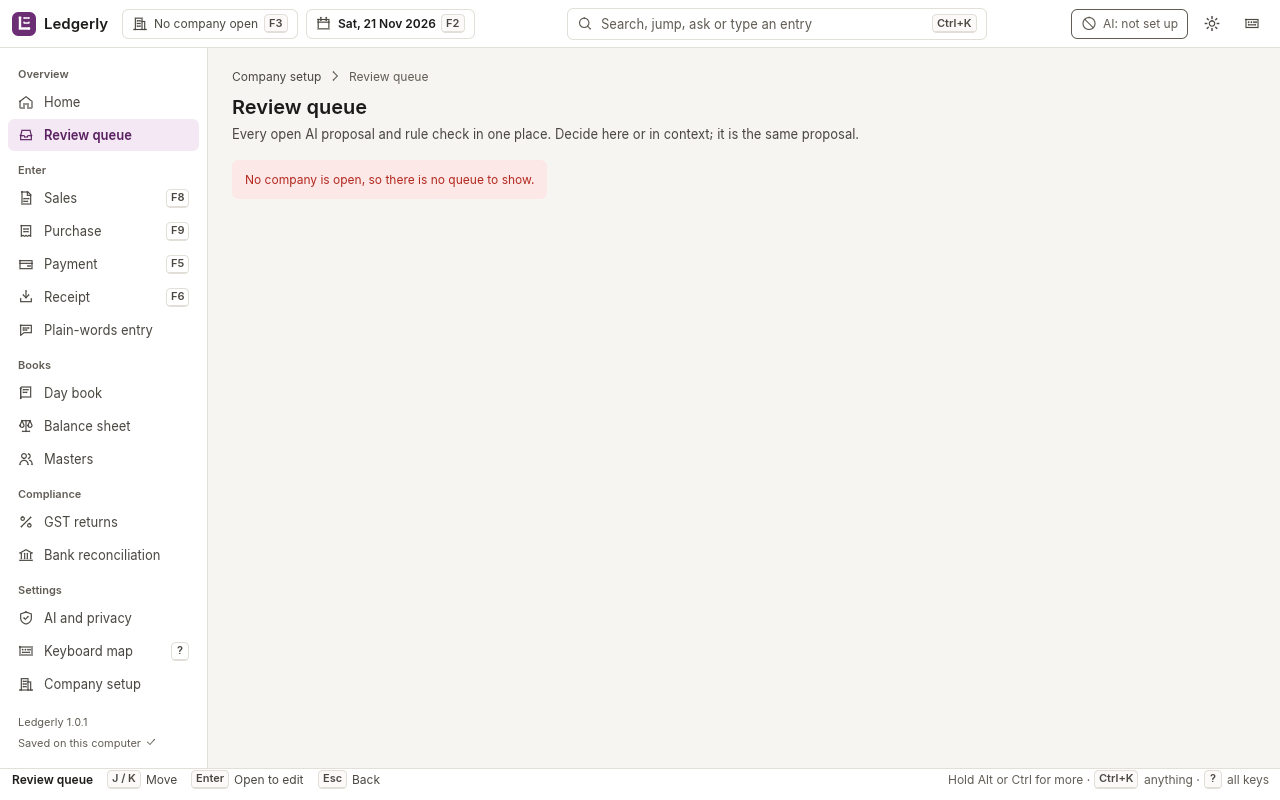 Ledgerly
No company open F3
Sat, 21 Nov 2026 F2
Search, jump, ask or type an entry Ctrl+K
AI: not set up
Overview
Home
Review queue
Enter
Sales F8
Purchase F9
Payment F5
Receipt F6
Plain-words entry
Books
Day book
Balance sheet
Masters
Compliance
GST returns
Bank reconciliation
Settings
AI and privacy
Keyboard map ?
Company setup
Ledgerly 1.0.1
Saved on this computer
Company setup Review queue
Review queue
Every open AI proposal and rule check in one place. Decide here or in context; it is the same proposal.
No company is open, so there is no queue to show.
Review queue J / K Move Enter Open to edit Esc Back
Hold Alt or Ctrl for more · Ctrl+K anything · ? all keys